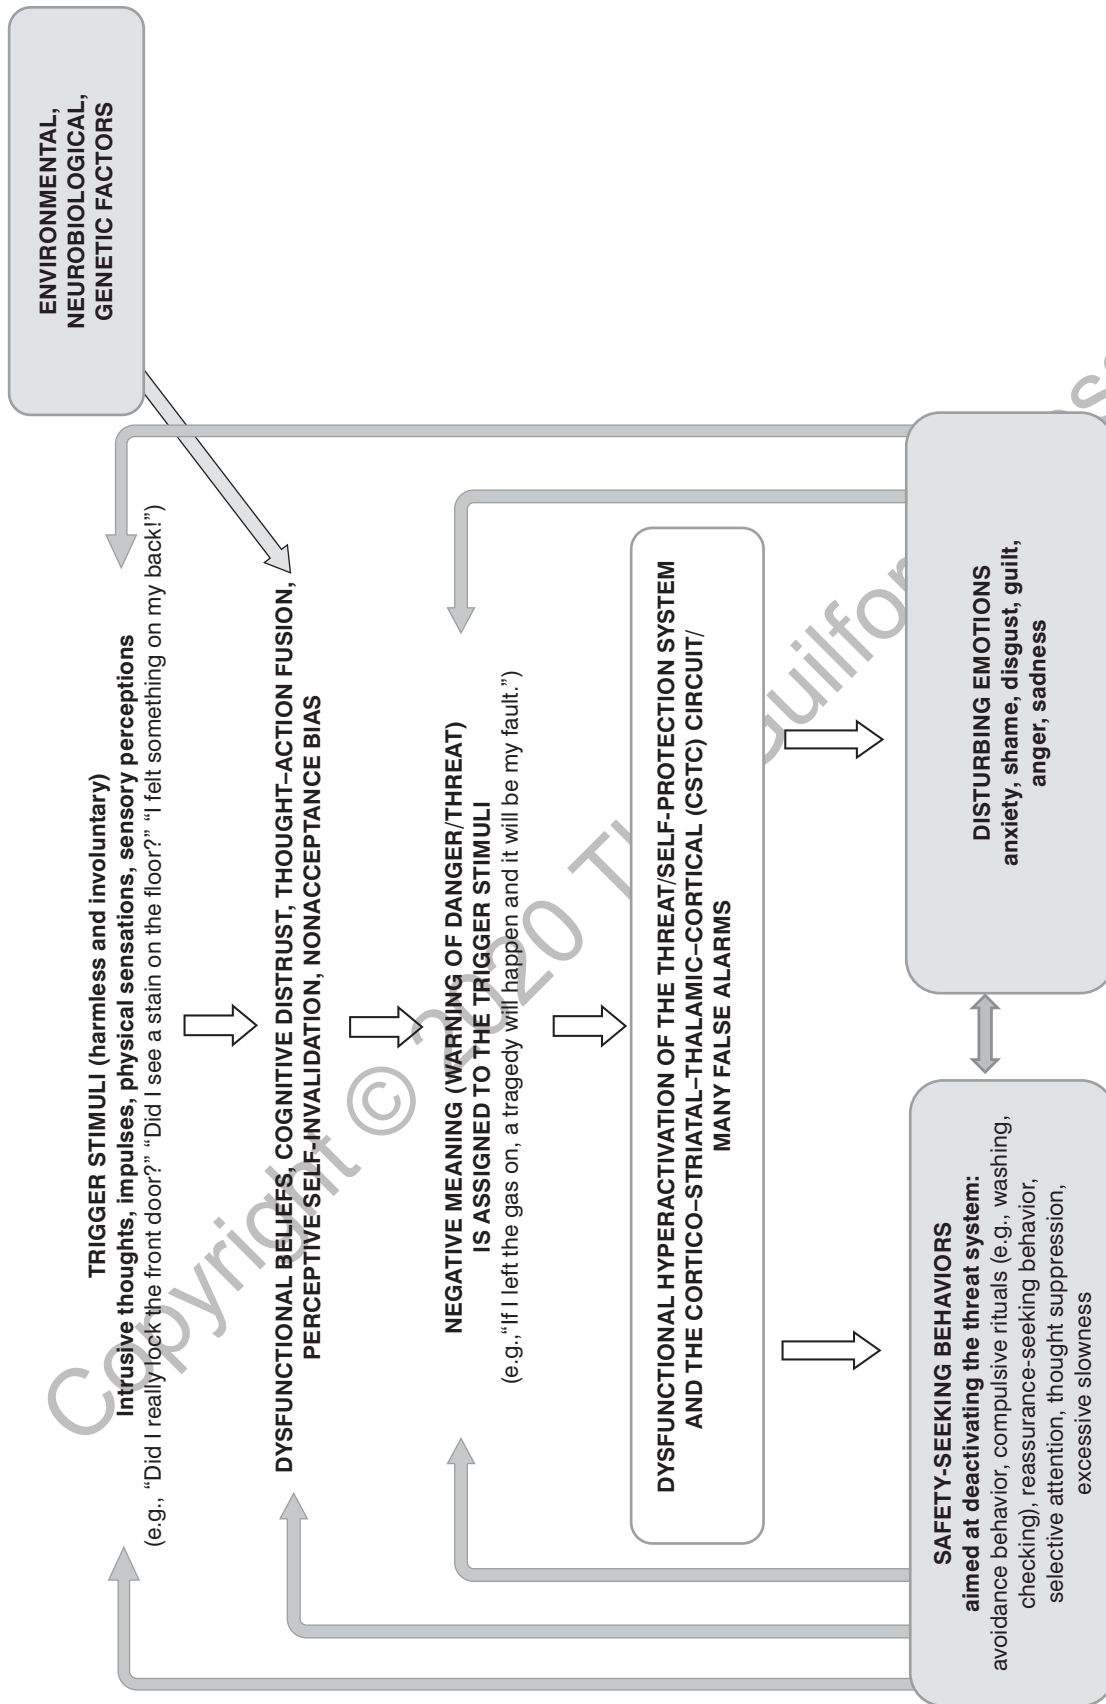 ENVIRONMENTAL,
NEUROBIOLOGICAL,
GENETIC FACTORS
TRIGGER STIMULI (harmless and involuntary)
Intrusive thoughts, impulses, physical sensations, sensory perceptions
(e.g., “Did I really lock the front door?” “Did I see a stain on the floor?” “I felt something on my back!”)
DYSFUNCTIONAL BELIEFS, COGNITIVE DISTRUST, THOUGHT–ACTION FUSION,
PERCEPTIVE SELF-INVALIDATION, NONACCEPTANCE BIAS
NEGATIVE MEANING (WARNING OF DANGER/THREAT)
IS ASSIGNED TO THE TRIGGER STIMULI
(e.g.,“If I left the gas on, a tragedy will happen and it will be my fault.”)
DYSFUNCTIONAL HYPERACTIVATION OF THE THREAT/SELF-PROTECTION SYSTEM
AND THE CORTICO–STRIATAL–THALAMIC–CORTICAL (CSTC) CIRCUIT/
MANY FALSE ALARMS
SAFETY-SEEKING BEHAVIORS
aimed at deactivating the threat system:
avoidance behavior, compulsive rituals (e.g., washing,
checking), reassurance-seeking behavior,
selective attention, thought suppression,
excessive slowness
DISTURBING EMOTIONS
anxiety, shame, disgust, guilt,
anger, sadness
Copyright © 2020 Th Guilfor